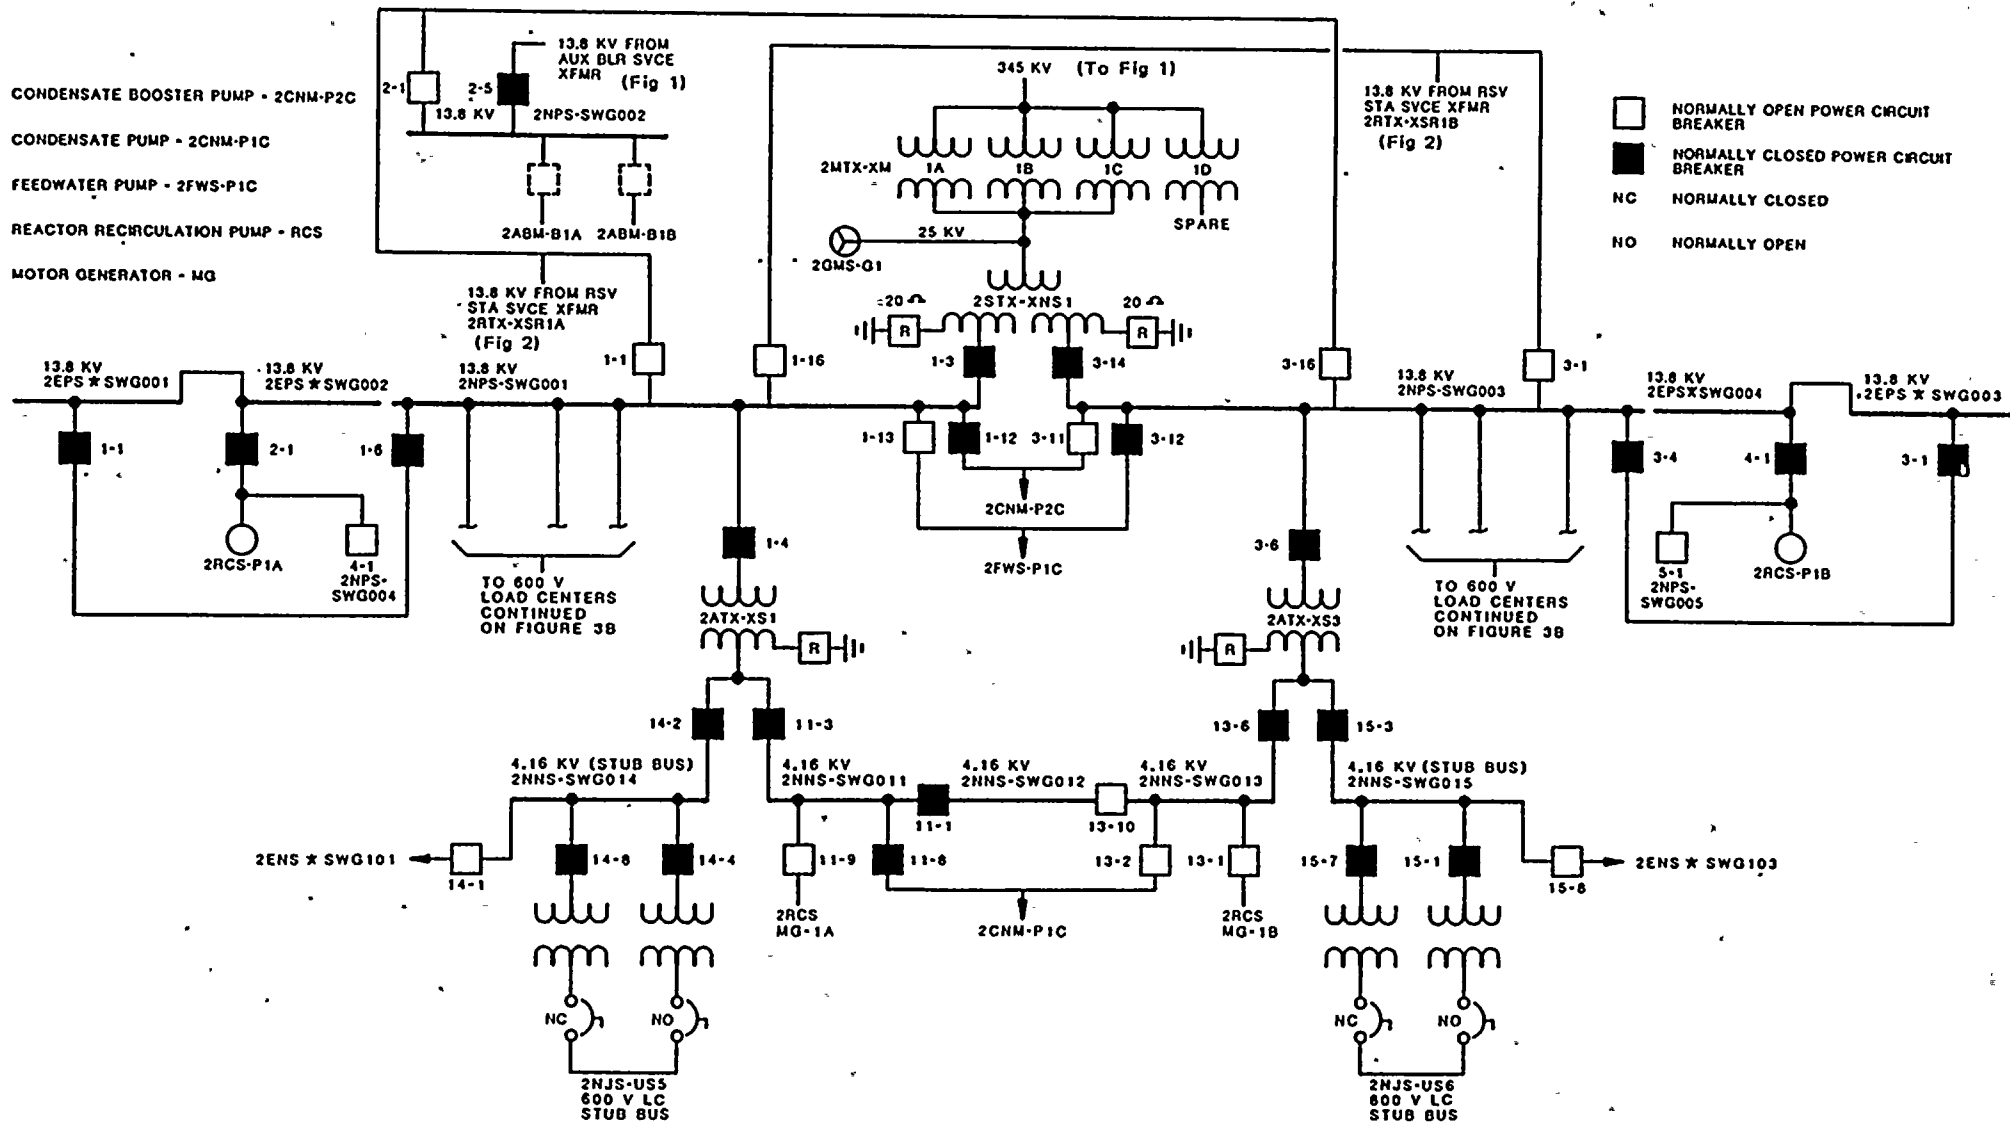 13.8 KV FROM
AUX BLR SVCE
XFMR (Fig 1)
345 KV (To Fig 1)
2-1
2-5
13.8 KV
2NPS-SWG002
CONDENSATE BOOSTER PUMP - 2CNM-P2C
CONDENSATE PUMP - 2CNM-P1C
FEEDWATER PUMP - 2FWS-P1C
REACTOR RECIRCULATION PUMP - RCS
MOTOR GENERATOR - MG
2ABM-B1A
2ABM-B1B
2MTX-XM
1A
1B
1C
1D
SPARE
25 KV
2GMS-G1
13.8 KV FROM RSV
STA SVCE XFMR
2RTX-XSR1B
(Fig 2)
NORMALLY OPEN POWER CIRCUIT
BREAKER
NORMALLY CLOSED POWER CIRCUIT
BREAKER
NC NORMALLY CLOSED
NO NORMALLY OPEN
13.8 KV FROM RSV
STA SVCE XFMR
2RTX-XSR1A
(Fig 2)
20 Ω
2STX-XNS1
20 Ω
R
R
1-1
1-16
1-3
3-14
3-16
3-1
13.8 KV
2EPS*SWG001
13.8 KV
2EPS*SWG002
13.8 KV
2NPS-SWG001
13.8 KV
2NPS-SWG003
13.8 KV
2EPS*SWG004
13.8 KV
2EPS*SWG003
1-1
2-1
1-6
1-13
1-12
3-11
3-12
3-4
4-1
3-1
2CNM-P2C
2FWS-P1C
2RCS-P1A
4-1
2NPS-
SWG004
TO 600 V
LOAD CENTERS
CONTINUED
ON FIGURE 3B
1-4
3-6
TO 600 V
LOAD CENTERS
CONTINUED
ON FIGURE 3B
5-1
2NPS-
SWG005
2RCS-P1B
2ATX-XS1
R
2ATX-XS3
R
14-2
11-3
13-6
15-3
4.16 KV (STUB BUS)
2NNS-SWG014
4.16 KV
2NNS-SWG011
4.16 KV
2NNS-SWG012
4.16 KV
2NNS-SWG013
4.16 KV (STUB BUS)
2NNS-SWG015
11-1
13-10
2ENS*SWG101
14-1
14-8
14-4
11-9
11-8
13-2
13-1
15-7
15-1
15-8
2ENS*SWG103
2RCS
MG-1A
2CNM-P1C
2RCS
MG-1B
NC
NO
NC
NO
2NJS-US5
600 V LC
STUB BUS
2NJS-US6
600 V LC
STUB BUS